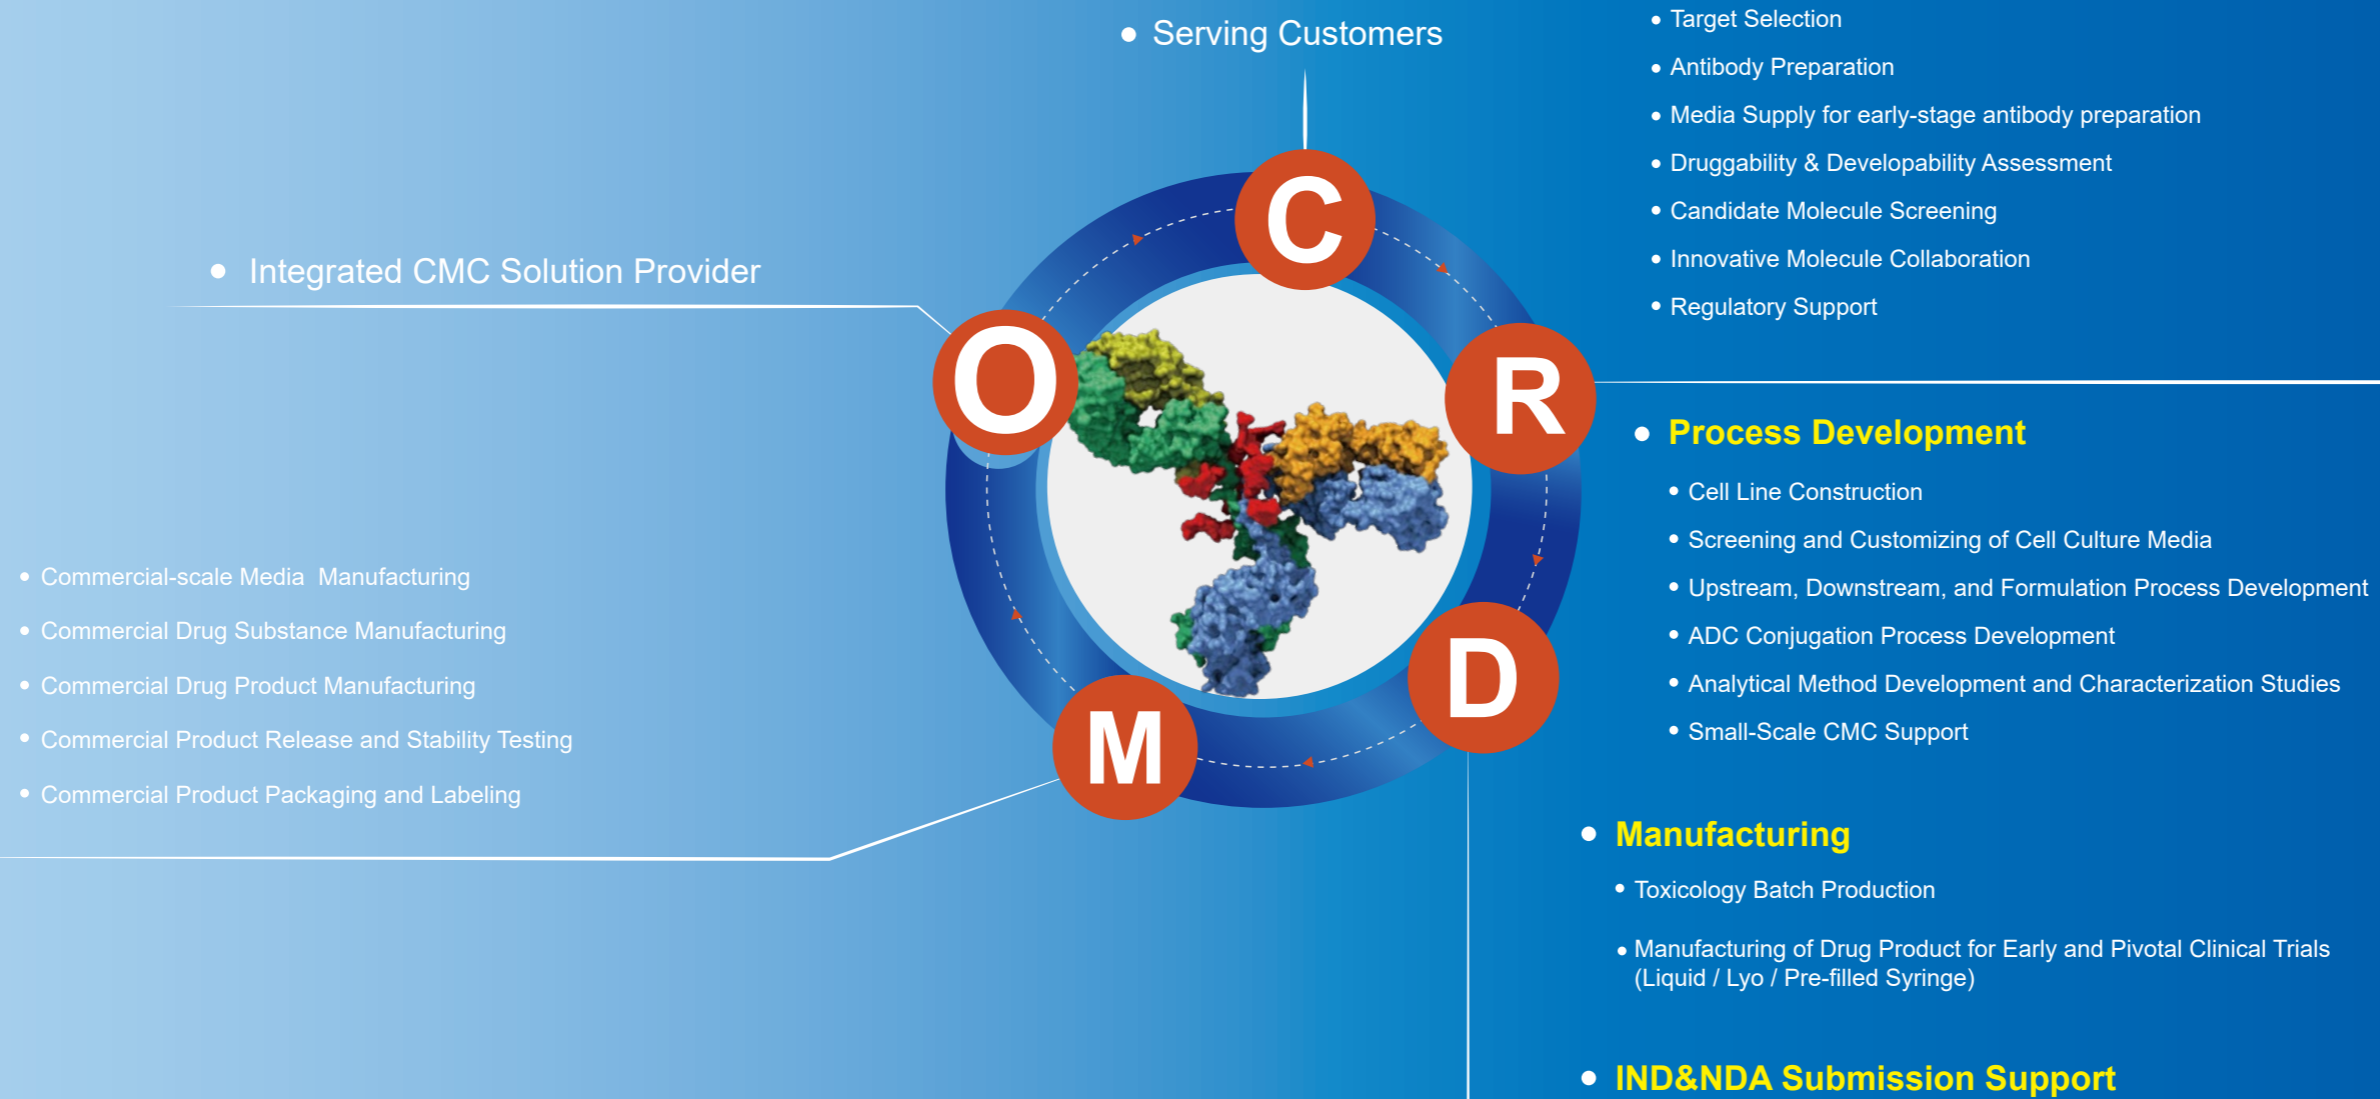 Serving Customers
C
R
D
M
O
Integrated CMC Solution Provider
Commercial-scale Media  Manufacturing
Commercial Drug Substance Manufacturing
Commercial Drug Product Manufacturing
Commercial Product Release and Stability Testing
Commercial Product Packaging and Labeling
Target Selection
Antibody Preparation
Media Supply for early-stage antibody preparation
Druggability & Developability Assessment
Candidate Molecule Screening
Innovative Molecule Collaboration
Regulatory Support
Process Development
Cell Line Construction
Screening and Customizing of Cell Culture Media
Upstream, Downstream, and Formulation Process Development
ADC Conjugation Process Development
Analytical Method Development and Characterization Studies
Small-Scale CMC Support
Manufacturing
Toxicology Batch Production
Manufacturing of Drug Product for Early and Pivotal Clinical Trials
(Liquid / Lyo / Pre-filled Syringe)
IND&NDA Submission Support